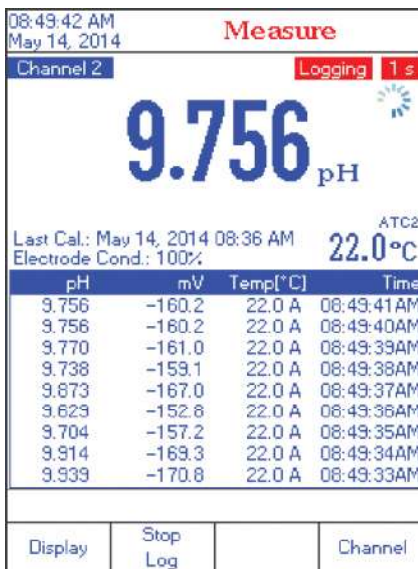 08:49:42 AM
May 14, 2014
Measure
Channel 2
Logging 1 s
9.756 pH
ATC2
Last Cal.: May 14, 2014 08:36 AM
22.0°C
Electrode Cond.: 100%
pH mV Temp[°C] Time
9.756 -160.2 22.0 A 08:49:41AM
9.756 -160.2 22.0 A 08:49:40AM
9.770 -161.0 22.0 A 08:49:39AM
9.738 -159.1 22.0 A 08:49:38AM
9.873 -167.0 22.0 A 08:49:37AM
9.629 -152.8 22.0 A 08:49:36AM
9.704 -157.2 22.0 A 08:49:35AM
9.914 -169.3 22.0 A 08:49:34AM
9.939 -170.8 22.0 A 08:49:33AM
Display
Stop
Log
Channel